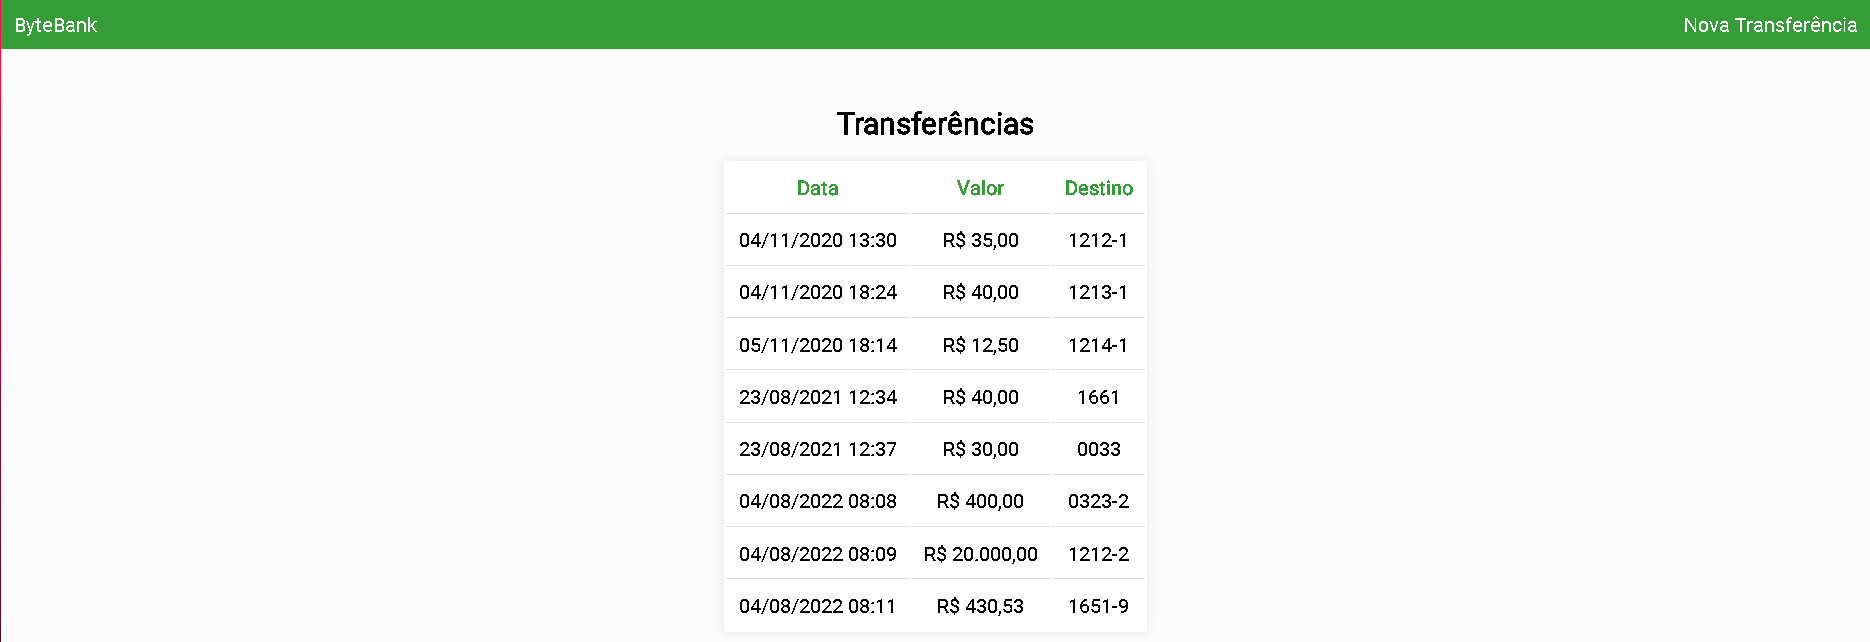 ByteBank Nova Transferência
Transferências
Data Valor Destino
04/11/2020 13:30 R$ 35,00 1212-1
04/11/2020 18:24 R$ 40,00 1213-1
05/11/2020 18:14 R$ 12,50 1214-1
23/08/2021 12:34 R$ 40,00 1661
23/08/2021 12:37 R$ 30,00 0033
04/08/2022 08:08 R$ 400,00 0323-2
04/08/2022 08:09 R$ 20.000,00 1212-2
04/08/2022 08:11 R$ 430,53 1651-9